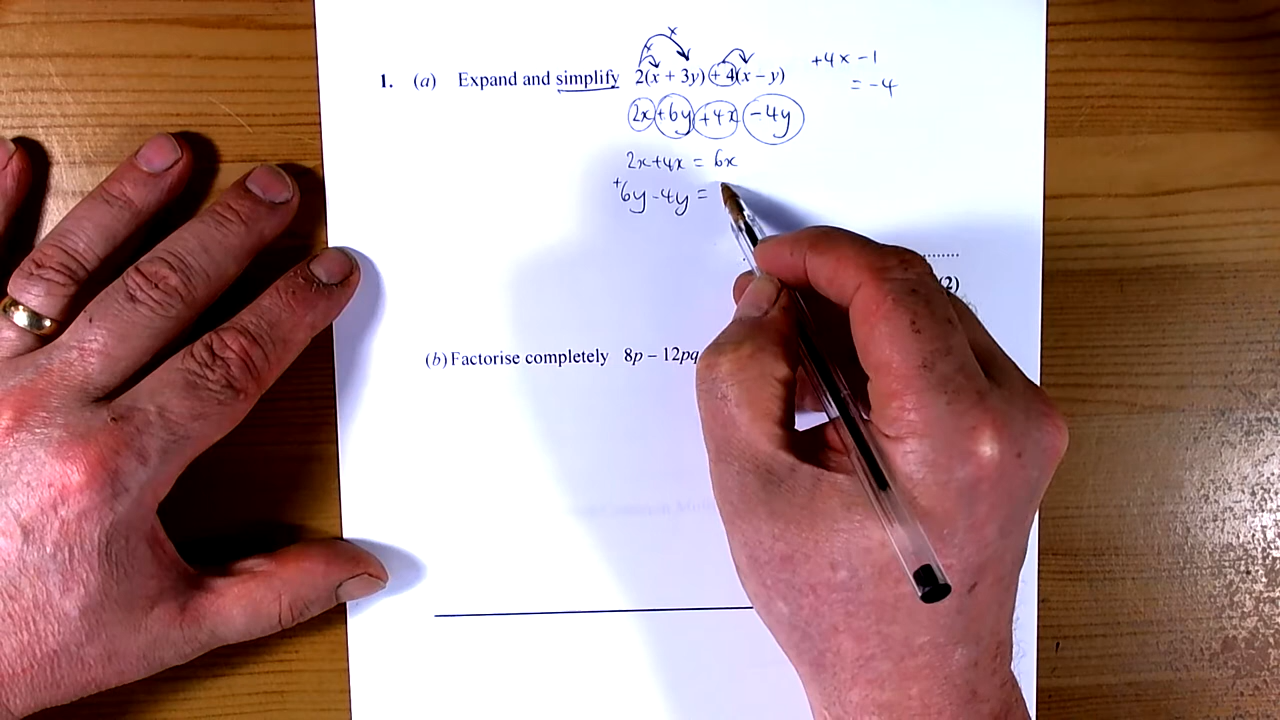 1. (a) Expand and simplify 2(x + 3y) + 4(x – y)
+4 x -1
= -4
2x +6y +4x -4y
2x+4x = 6x
+6y-4y =
(2)
(b) Factorise completely 8p – 12pq